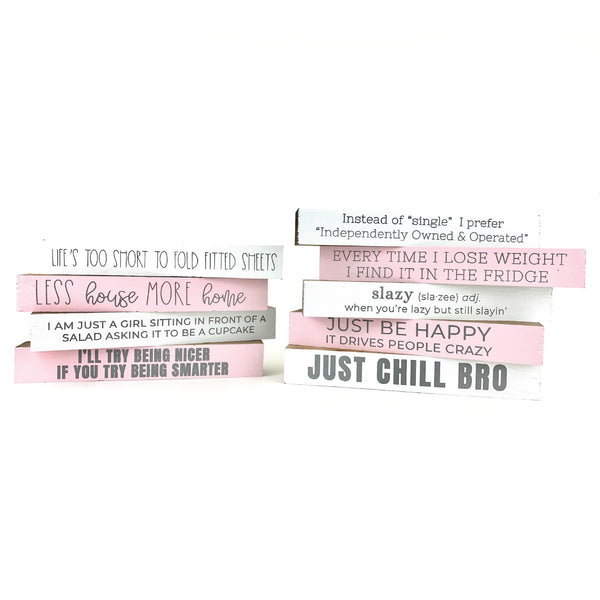 LIFE'S TOO SHORT TO FOLD FITTED SHEETS
LESS house MORE home
I AM JUST A GIRL SITTING IN FRONT OF A
SALAD ASKING IT TO BE A CUPCAKE
I'LL TRY BEING NICER
IF YOU TRY BEING SMARTER
Instead of "single" I prefer
"Independently Owned & Operated"
EVERY TIME I LOSE WEIGHT
I FIND IT IN THE FRIDGE
slazy (sla·zee) adj.
when you're lazy but still slayin'
JUST BE HAPPY
IT DRIVES PEOPLE CRAZY
JUST CHILL BRO